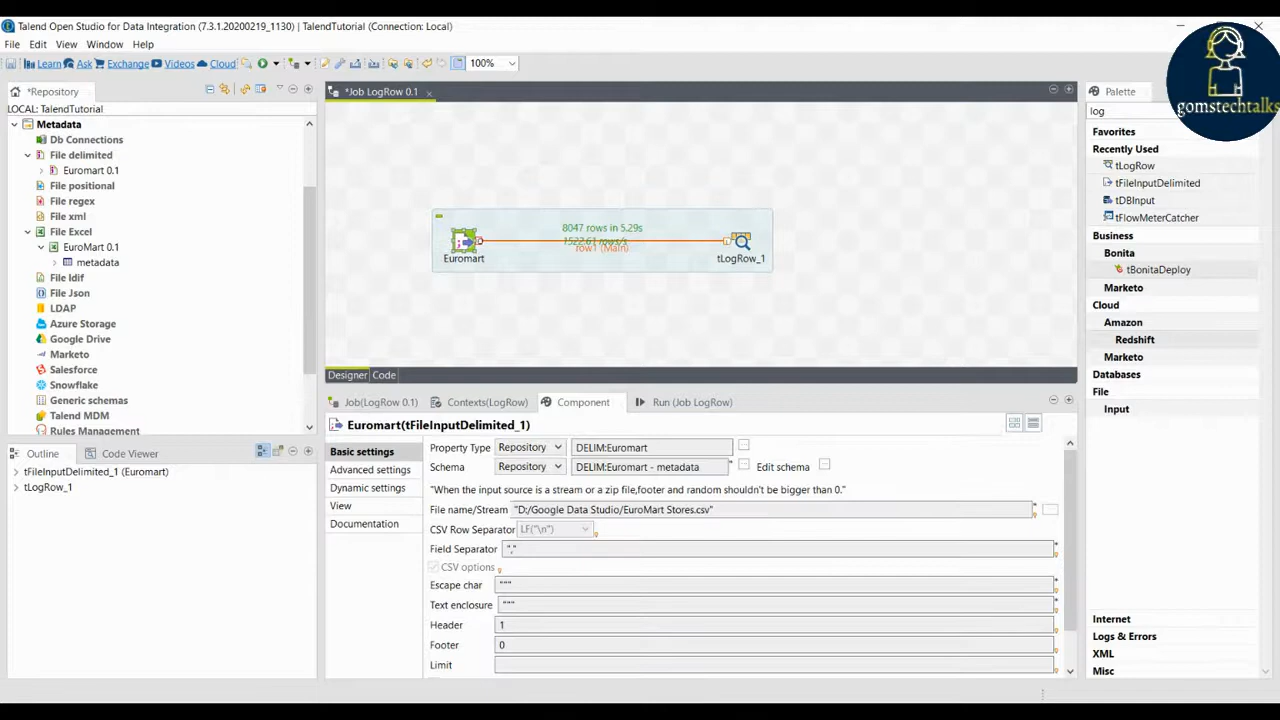 Talend Open Studio for Data Integration (7.3.1.20200219_1130) | TalendTutorial (Connection: Local)
File Edit View Window Help
Learn Ask Exchange Videos Cloud 100%
*Repository
LOCAL: TalendTutorial
Metadata
Db Connections
File delimited
Euromart 0.1
File positional
File regex
File xml
File Excel
EuroMart 0.1
metadata
File ldif
File Json
LDAP
Azure Storage
Google Drive
Marketo
Salesforce
Snowflake
Generic schemas
Talend MDM
Rules Management
Outline Code Viewer
tFileInputDelimited_1 (Euromart)
tLogRow_1
*Job LogRow 0.1
8047 rows in 5.29s
1522.61 rows/s
row1 (Main)
Euromart
tLogRow_1
Designer Code
Job(LogRow 0.1) Contexts(LogRow) Component Run (Job LogRow)
Euromart(tFileInputDelimited_1)
Basic settings
Advanced settings
Dynamic settings
View
Documentation
Property Type Repository DELIM:Euromart
Schema Repository DELIM:Euromart - metadata * Edit schema
"When the input source is a stream or a zip file,footer and random shouldn't be bigger than 0."
File name/Stream "D:/Google Data Studio/EuroMart Stores.csv" *
CSV Row Separator LF("\n")
Field Separator "," *
CSV options
Escape char """ *
Text enclosure """ *
Header 1
Footer 0
Limit
gomstechtalks
Palette
log
Favorites
Recently Used
tLogRow
tFileInputDelimited
tDBInput
tFlowMeterCatcher
Business
Bonita
tBonitaDeploy
Marketo
Cloud
Amazon
Redshift
Marketo
Databases
File
Input
Internet
Logs & Errors
XML
Misc